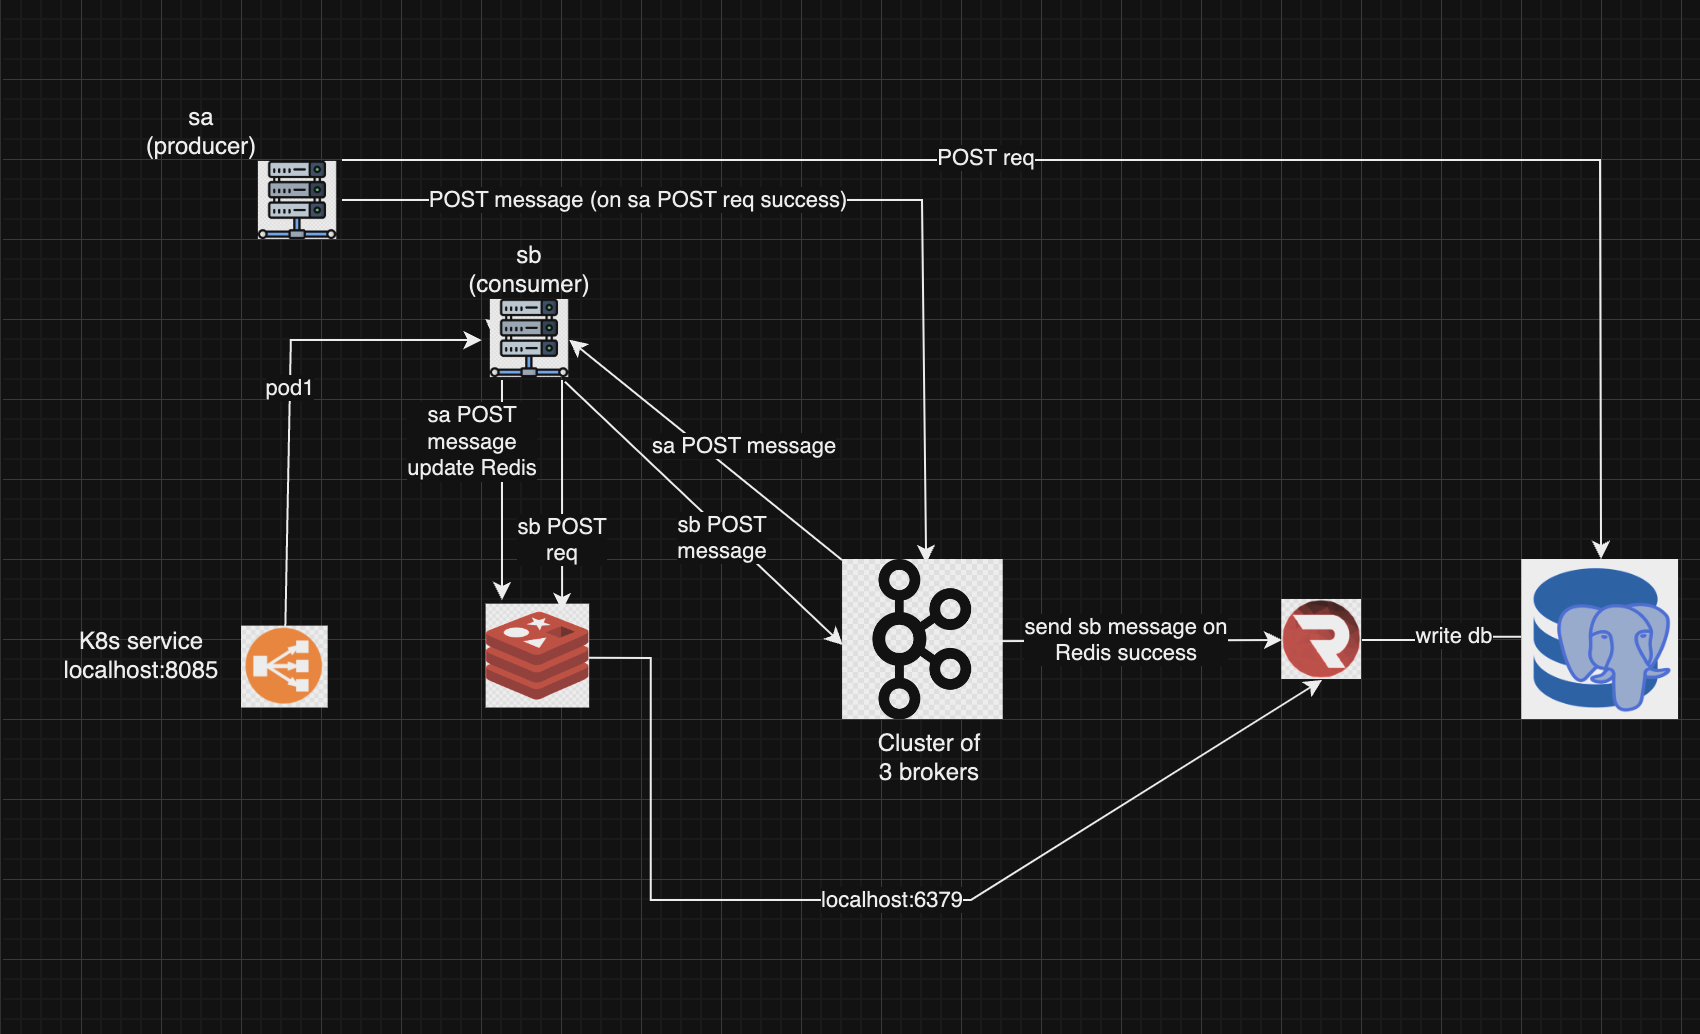 sa
(producer)
POST req
POST message (on sa POST req success)
sb
(consumer)
pod1
sa POST
message
update Redis
sa POST message
sb POST
req
sb POST
message
K8s service
localhost:8085
send sb message on
Redis success
write db
Cluster of
3 brokers
localhost:6379